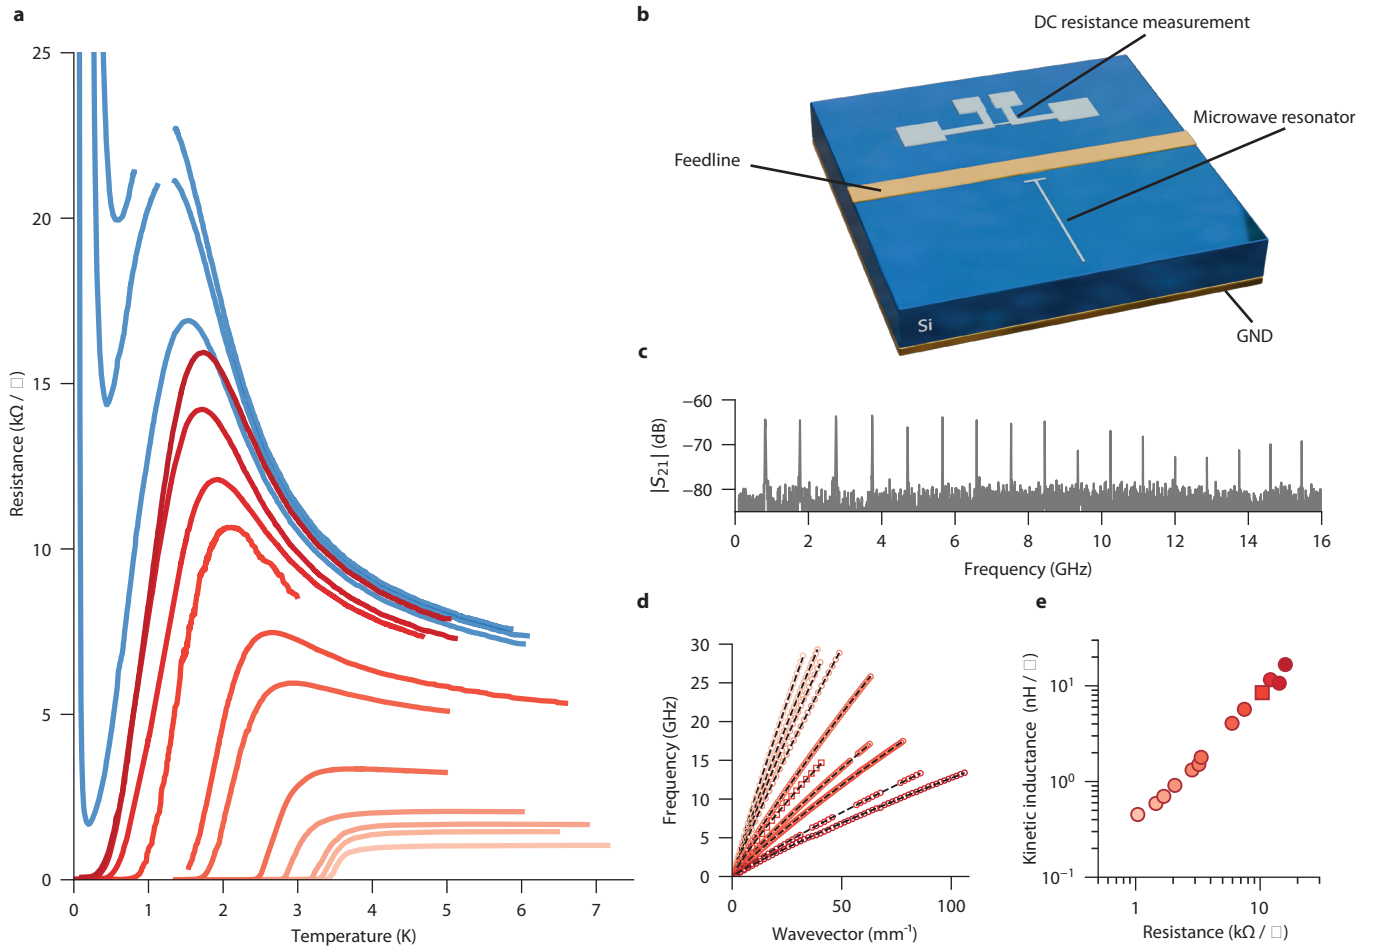 a
25
20
15
10
5
0
Resistance (kΩ / □)
0 1 2 3 4 5 6 7
Temperature (K)
b
DC resistance measurement
Microwave resonator
Feedline
Si
GND
c
−60
−70
−80
|S21| (dB)
0 2 4 6 8 10 12 14 16
Frequency (GHz)
d
30
25
20
15
10
5
0
Frequency (GHz)
0 50 100
Wavevector (mm⁻¹)
e
10¹
10⁰
10⁻¹
Kinetic inductance (nH / □)
1 10
Resistance (kΩ / □)